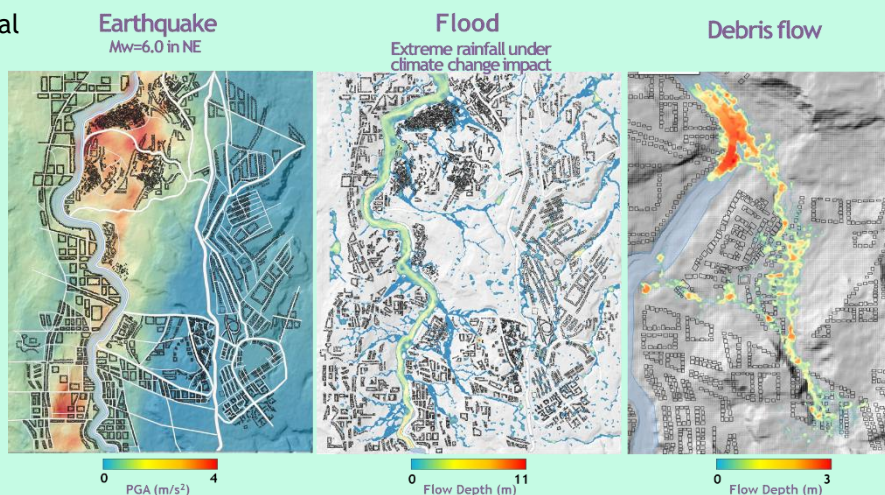 al
Earthquake
Mw=6.0 in NE
Flood
Extreme rainfall under
climate change impact
Debris flow
0 4
PGA (m/s²)
0 11
Flow Depth (m)
0 3
Flow Depth (m)